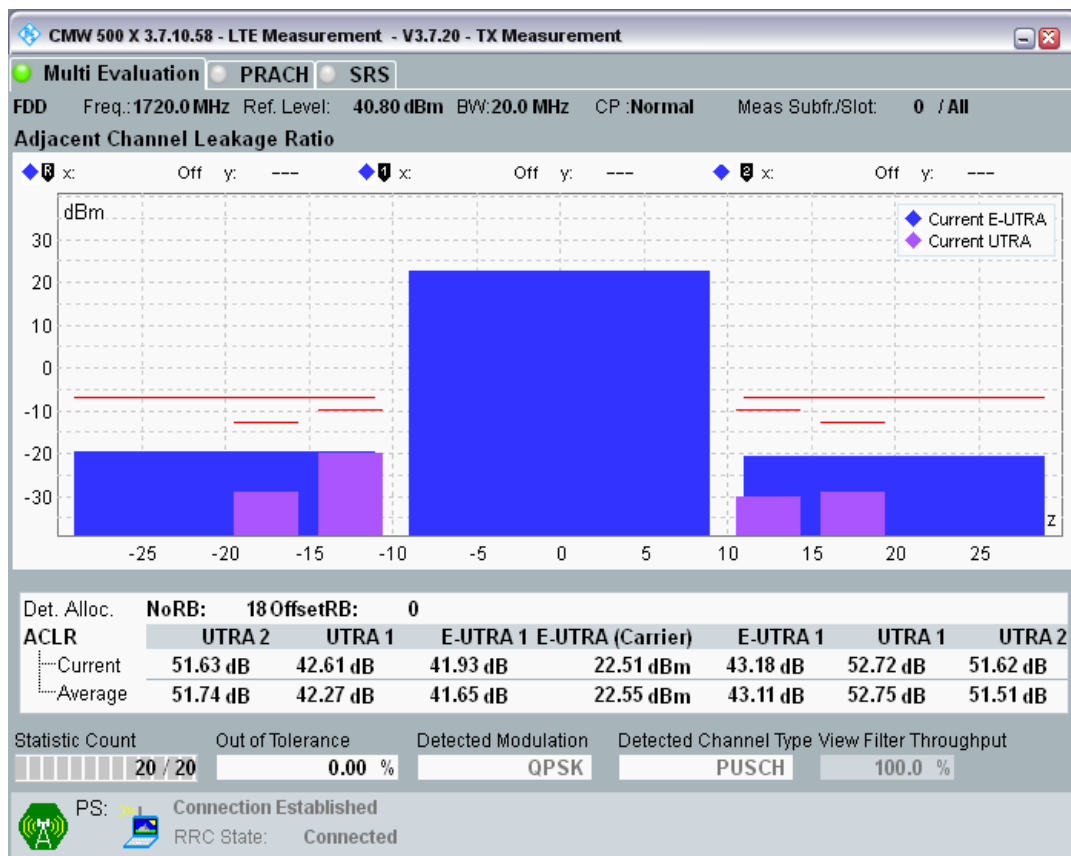 CMW 500 X 3.7.10.58 - LTE Measurement - V3.7.20 - TX Measurement
Multi Evaluation PRACH SRS
FDD Freq.:1720.0 MHz Ref. Level: 40.80 dBm BW:20.0 MHz CP :Normal Meas Subfr./Slot: 0 / All
Adjacent Channel Leakage Ratio
R x: Off y: --- 1 x: Off y: --- 2 x: Off y: ---
dBm
Current E-UTRA
Current UTRA
30
20
10
0
-10
-20
-30
z
-25 -20 -15 -10 -5 0 5 10 15 20 25
Det. Alloc. NoRB: 18 OffsetRB: 0
ACLR UTRA 2 UTRA 1 E-UTRA 1 E-UTRA (Carrier) E-UTRA 1 UTRA 1 UTRA 2
Current 51.63 dB 42.61 dB 41.93 dB 22.51 dBm 43.18 dB 52.72 dB 51.62 dB
Average 51.74 dB 42.27 dB 41.65 dB 22.55 dBm 43.11 dB 52.75 dB 51.51 dB
Statistic Count Out of Tolerance Detected Modulation Detected Channel Type View Filter Throughput
20 / 20 0.00 % QPSK PUSCH 100.0 %
PS: Connection Established
RRC State: Connected